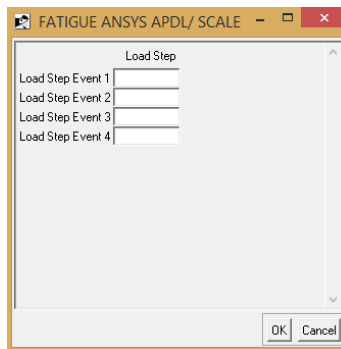 FATIGUE ANSYS APDL/ SCALE
Load Step
Load Step Event 1
Load Step Event 2
Load Step Event 3
Load Step Event 4
OK Cancel